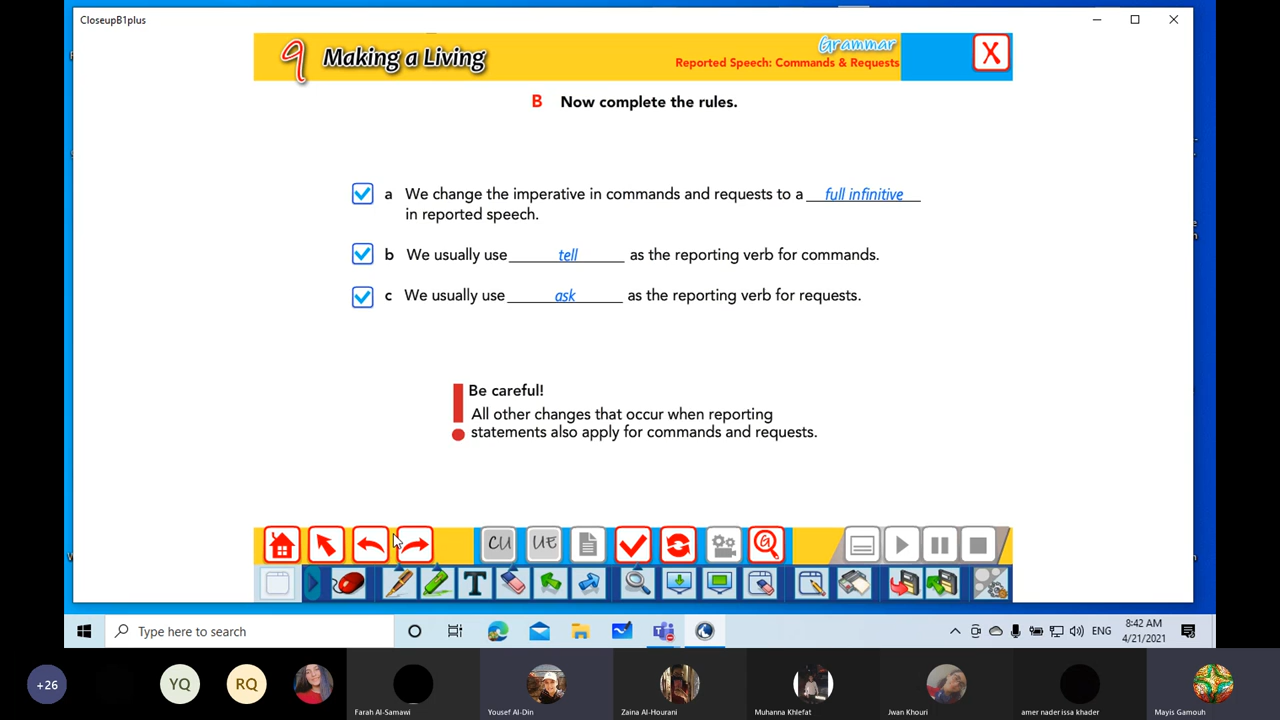 CloseupB1plus
9 Making a Living
Grammar
Reported Speech: Commands & Requests
X
B Now complete the rules.
a We change the imperative in commands and requests to a full infinitive
in reported speech.
b We usually use tell as the reporting verb for commands.
c We usually use ask as the reporting verb for requests.
! Be careful!
All other changes that occur when reporting
statements also apply for commands and requests.
CU UE G
T
Type here to search
ENG
8:42 AM
4/21/2021
+26 YQ RQ
Farah Al-Samawi Yousef Al-Din Zaina Al-Hourani Muhanna Khlefat Jwan Khouri amer nader issa khader Mayis Gamouh